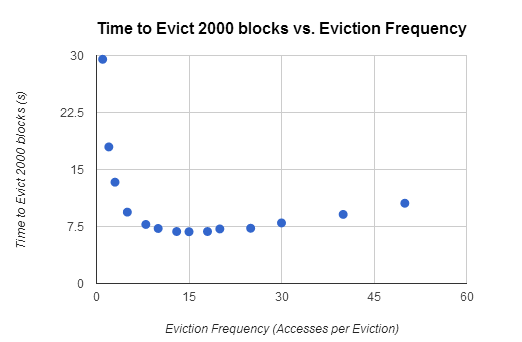 Time to Evict 2000 blocks vs. Eviction Frequency
Time to Evict 2000 blocks (s)
30
22.5
15
7.5
0
0 15 30 45 60
Eviction Frequency (Accesses per Eviction)